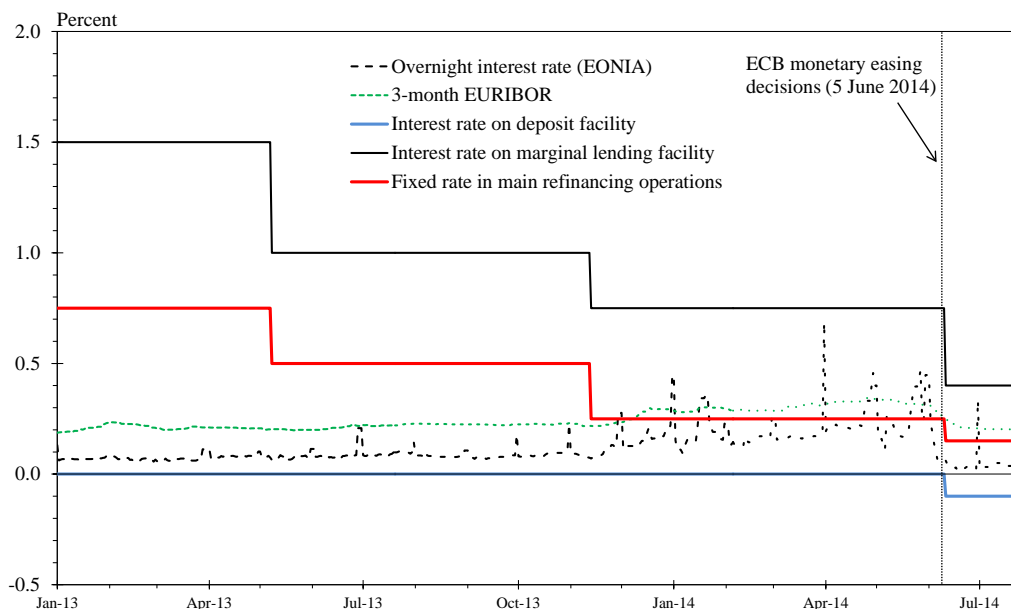 Percent
2.0
1.5
1.0
0.5
0.0
-0.5
Overnight interest rate (EONIA)
3-month EURIBOR
Interest rate on deposit facility
Interest rate on marginal lending facility
Fixed rate in main refinancing operations
ECB monetary easing
decisions (5 June 2014)
Jan-13 Apr-13 Jul-13 Oct-13 Jan-14 Apr-14 Jul-14